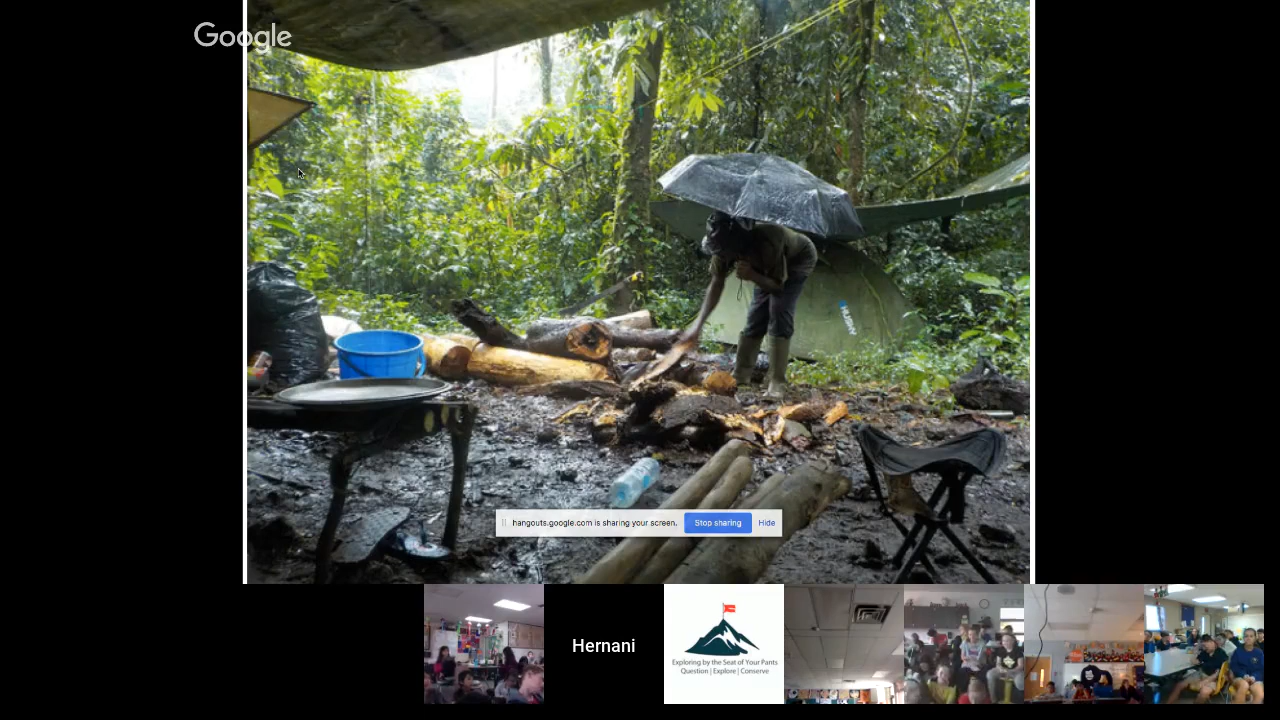 Google
HUSKY
hangouts.google.com is sharing your screen.
Stop sharing
Hide
Hernani
Exploring by the Seat of Your Pants
Question | Explore | Conserve